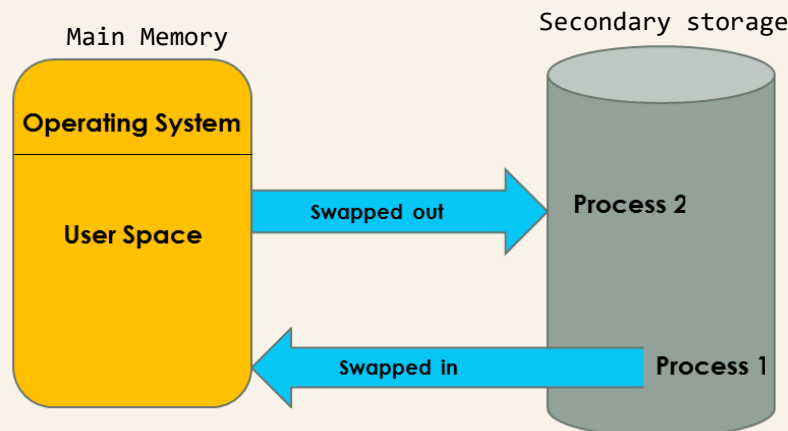 Main Memory
Secondary storage
Operating System
User Space
Swapped out
Process 2
Swapped in
Process 1